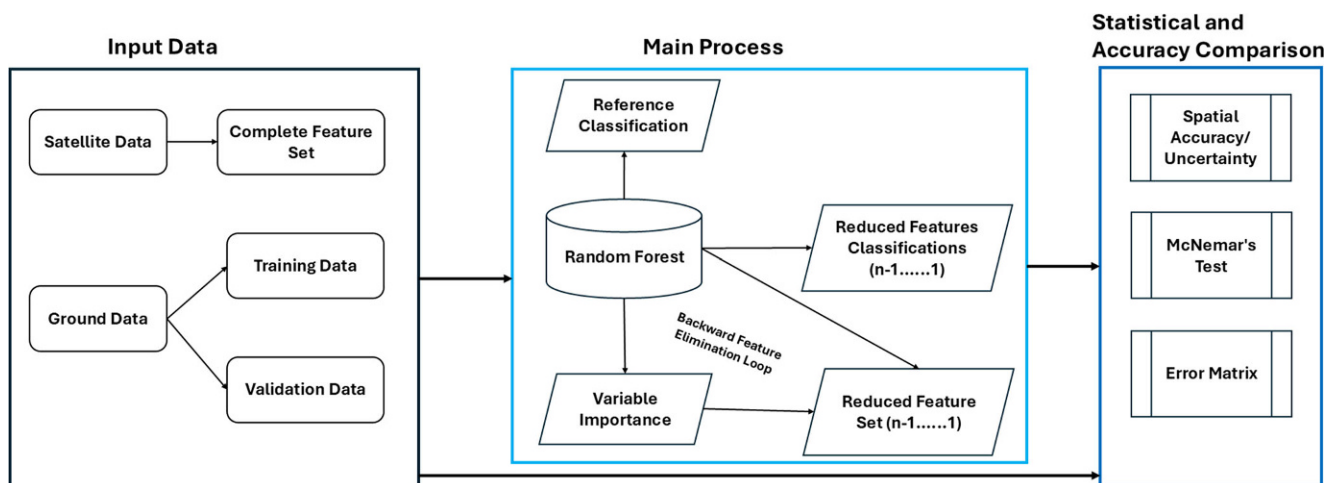 Input Data
Satellite Data
Complete Feature
Set
Ground Data
Training Data
Validation Data
Main Process
Reference
Classification
Random Forest
Reduced Features
Classifications
(n-1......1)
Backward Feature
Elimination Loop
Variable
Importance
Reduced Feature
Set (n-1......1)
Statistical and
Accuracy Comparison
Spatial
Accuracy/
Uncertainty
McNemar's
Test
Error Matrix